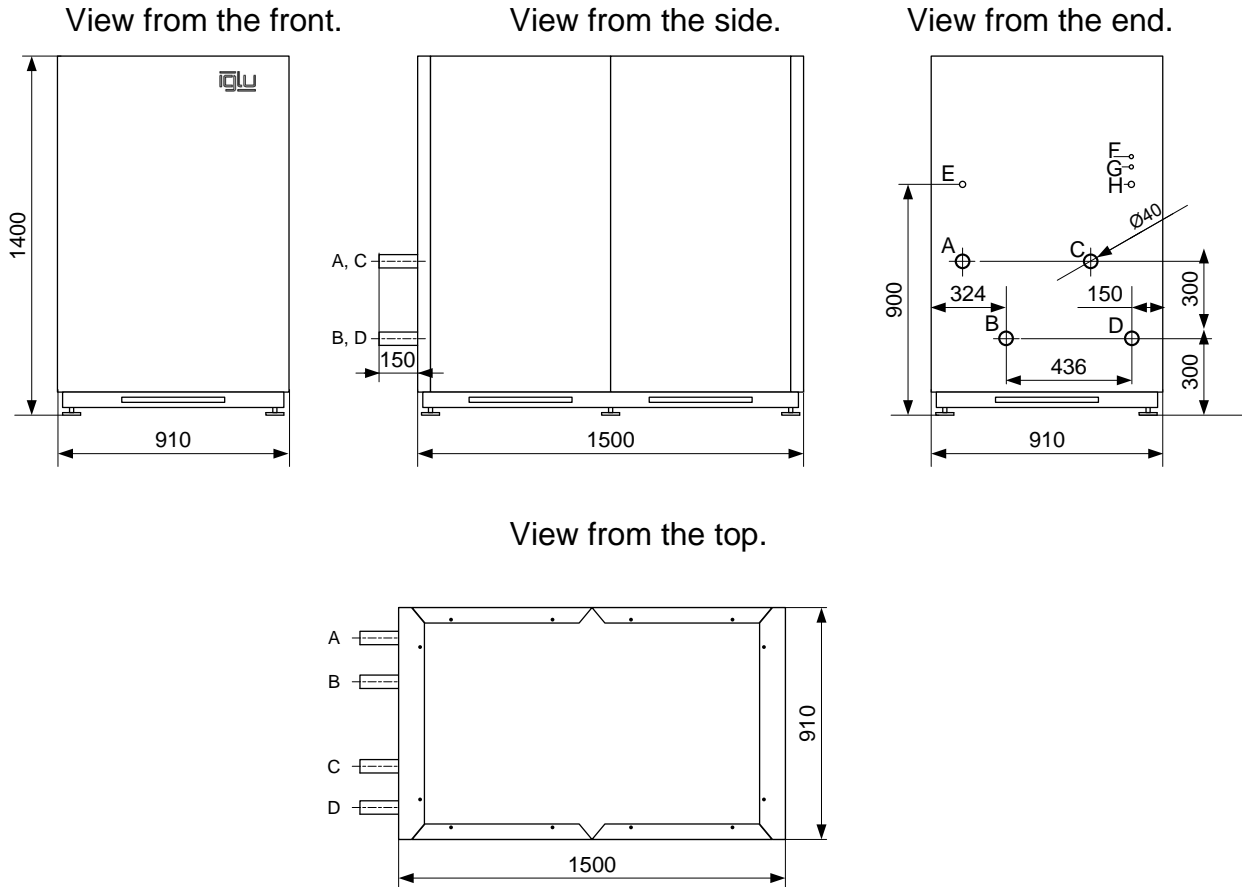 View from the front.
View from the side.
View from the end.
iglu
1400
910
A, C
B, D
150
1500
F
G
H
E
Ø40
A
C
900
324
150
300
B
D
436
300
910
View from the top.
A
B
C
D
910
1500